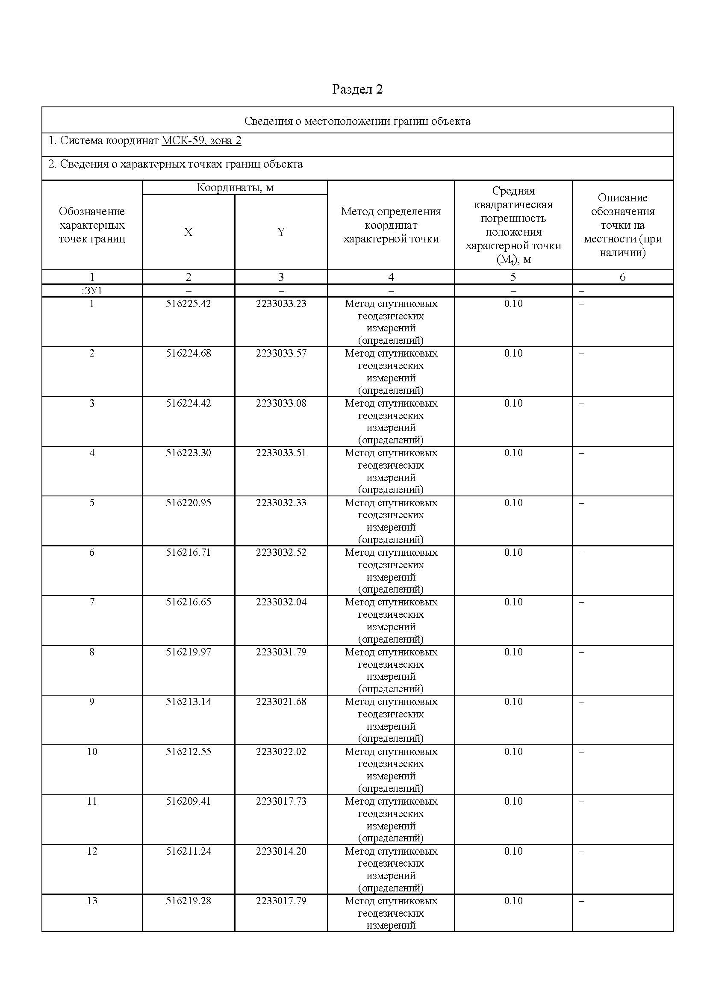 Раздел 2
Сведения о местоположении границ объекта
1. Система координат МСК-59, зона 2
2. Сведения о характерных точках границ объекта
Обозначение
характерных
точек границ
Координаты, м
X
Y
Метод определения
координат
характерной точки
Средняя
квадратическая
погрешность
положения
характерной точки
(Mt), м
Описание
обозначения
точки на
местности (при
наличии)
1 2 3 4 5 6
:ЗУ1 – – – – –
1 516225.42 2233033.23 Метод спутниковых 0.10 –
геодезических
измерений
(определений)
2 516224.68 2233033.57 Метод спутниковых 0.10 –
геодезических
измерений
(определений)
3 516224.42 2233033.08 Метод спутниковых 0.10 –
геодезических
измерений
(определений)
4 516223.30 2233033.51 Метод спутниковых 0.10 –
геодезических
измерений
(определений)
5 516220.95 2233032.33 Метод спутниковых 0.10 –
геодезических
измерений
(определений)
6 516216.71 2233032.52 Метод спутниковых 0.10 –
геодезических
измерений
(определений)
7 516216.65 2233032.04 Метод спутниковых 0.10 –
геодезических
измерений
(определений)
8 516219.97 2233031.79 Метод спутниковых 0.10 –
геодезических
измерений
(определений)
9 516213.14 2233021.68 Метод спутниковых 0.10 –
геодезических
измерений
(определений)
10 516212.55 2233022.02 Метод спутниковых 0.10 –
геодезических
измерений
(определений)
11 516209.41 2233017.73 Метод спутниковых 0.10 –
геодезических
измерений
(определений)
12 516211.24 2233014.20 Метод спутниковых 0.10 –
геодезических
измерений
(определений)
13 516219.28 2233017.79 Метод спутниковых 0.10 –
геодезических
измерений